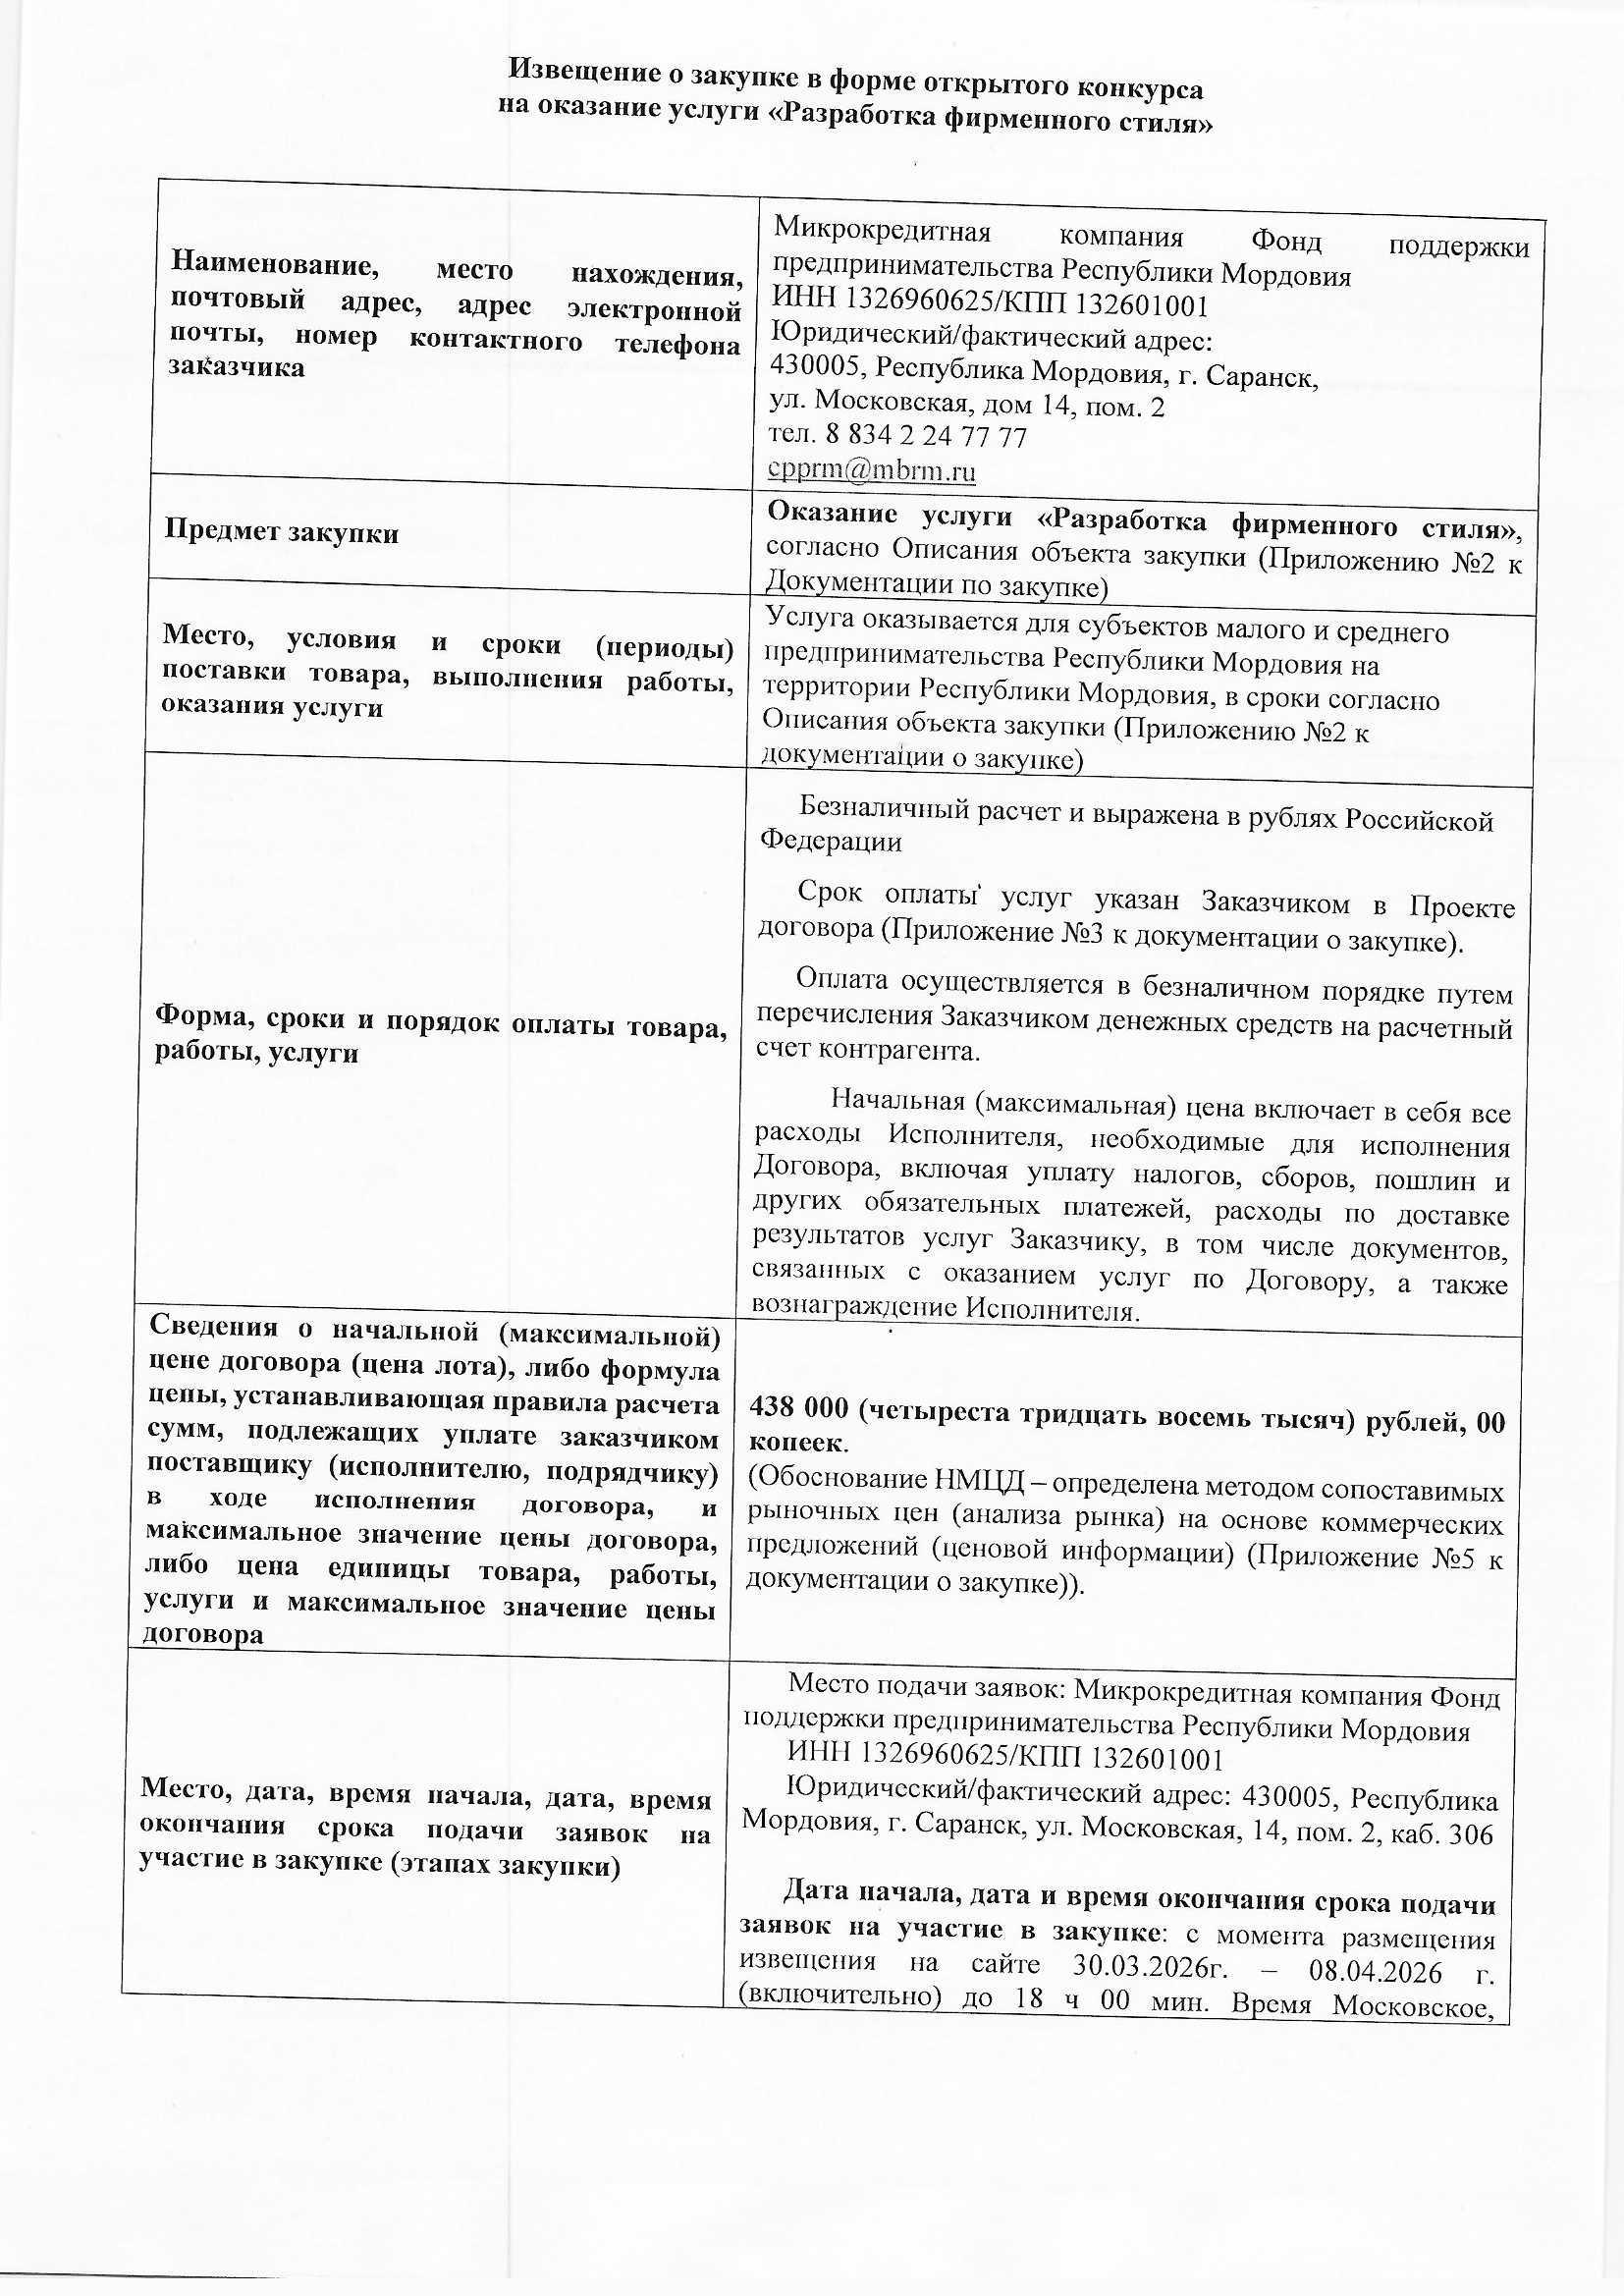 Извещение о закупке в форме открытого конкурса
на оказание услуги «Разработка фирменного стиля»
Наименование, место нахождения,
почтовый адрес, адрес электронной
почты, номер контактного телефона
заказчика
Микрокредитная компания Фонд поддержки
предпринимательства Республики Мордовия
ИНН 1326960625/КПП 132601001
Юридический/фактический адрес:
430005, Республика Мордовия, г. Саранск,
ул. Московская, дом 14, пом. 2
тел. 8 834 2 24 77 77
cpprm@mbrm.ru
Предмет закупки
Оказание услуги «Разработка фирменного стиля»,
согласно Описания объекта закупки (Приложению №2 к
Документации по закупке)
Место, условия и сроки (периоды)
поставки товара, выполнения работы,
оказания услуги
Услуга оказывается для субъектов малого и среднего
предпринимательства Республики Мордовия на
территории Республики Мордовия, в сроки согласно
Описания объекта закупки (Приложению №2 к
документации о закупке)
Форма, сроки и порядок оплаты товара,
работы, услуги
Безналичный расчет и выражена в рублях Российской
Федерации
Срок оплаты услуг указан Заказчиком в Проекте
договора (Приложение №3 к документации о закупке).
Оплата осуществляется в безналичном порядке путем
перечисления Заказчиком денежных средств на расчетный
счет контрагента.
Начальная (максимальная) цена включает в себя все
расходы Исполнителя, необходимые для исполнения
Договора, включая уплату налогов, сборов, пошлин и
других обязательных платежей, расходы по доставке
результатов услуг Заказчику, в том числе документов,
связанных с оказанием услуг по Договору, а также
вознаграждение Исполнителя.
Сведения о начальной (максимальной)
цене договора (цена лота), либо формула
цены, устанавливающая правила расчета
сумм, подлежащих уплате заказчиком
поставщику (исполнителю, подрядчику)
в ходе исполнения договора, и
максимальное значение цены договора,
либо цена единицы товара, работы,
услуги и максимальное значение цены
договора
438 000 (четыреста тридцать восемь тысяч) рублей, 00
копеек.
(Обоснование НМЦД – определена методом сопоставимых
рыночных цен (анализа рынка) на основе коммерческих
предложений (ценовой информации) (Приложение №5 к
документации о закупке)).
Место, дата, время начала, дата, время
окончания срока подачи заявок на
участие в закупке (этапах закупки)
Место подачи заявок: Микрокредитная компания Фонд
поддержки предпринимательства Республики Мордовия
ИНН 1326960625/КПП 132601001
Юридический/фактический адрес: 430005, Республика
Мордовия, г. Саранск, ул. Московская, 14, пом. 2, каб. 306
Дата начала, дата и время окончания срока подачи
заявок на участие в закупке: с момента размещения
извещения на сайте 30.03.2026г. – 08.04.2026 г.
(включительно) до 18 ч 00 мин. Время Московское,